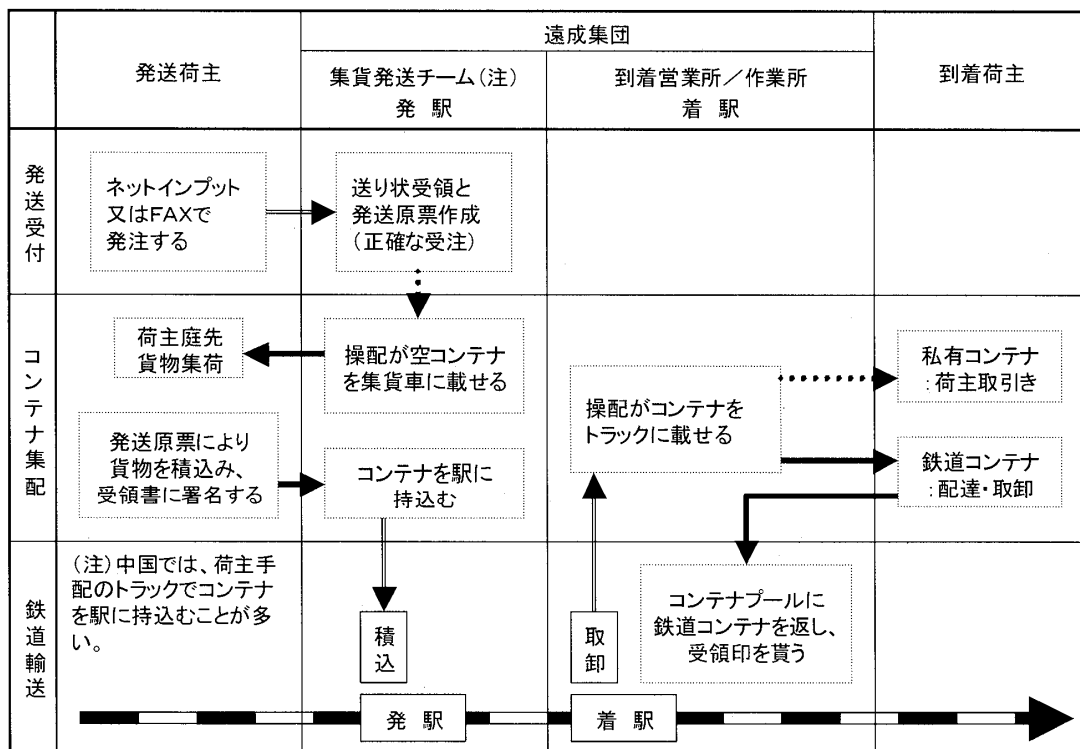 遠成集団
発送荷主
集貨発送チーム(注)
発 駅
到着営業所/作業所
着 駅
到着荷主
発送受付
ネットインプット
又はFAXで
発注する
送り状受領と
発送原票作成
(正確な受注)
コンテナ集配
荷主庭先
貨物集荷
操配が空コンテナ
を集貨車に載せる
発送原票により
貨物を積込み、
受領書に署名する
コンテナを駅に
持込む
操配がコンテナを
トラックに載せる
私有コンテナ
:荷主取引き
鉄道コンテナ
:配達・取卸
鉄道輸送
(注)中国では、荷主手
配のトラックでコンテナ
を駅に持込むことが多
い。
積込
取卸
コンテナプールに
鉄道コンテナを返し、
受領印を貰う
発 駅
着 駅